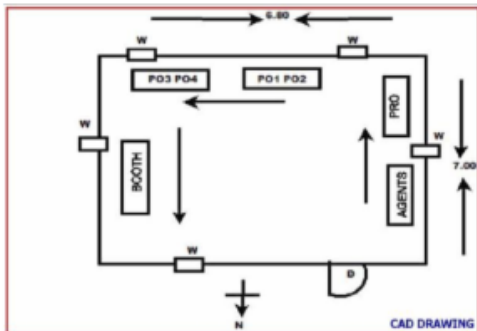 6.80
W W
PO3 PO4 PO1 PO2
PRO
W
W
7.00
BOOTH
AGENTS
W
D
N
CAD DRAWING